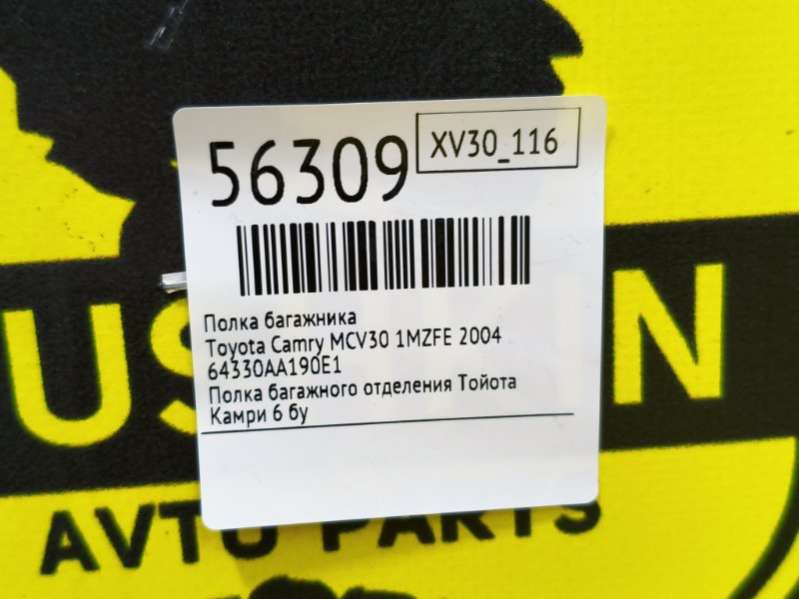 56309
XV30_116
Полка багажника
Toyota Camry MCV30 1MZFE 2004
64330AA190E1
Полка багажного отделения Тойота
Камри 6 бу
AVTO PARTS